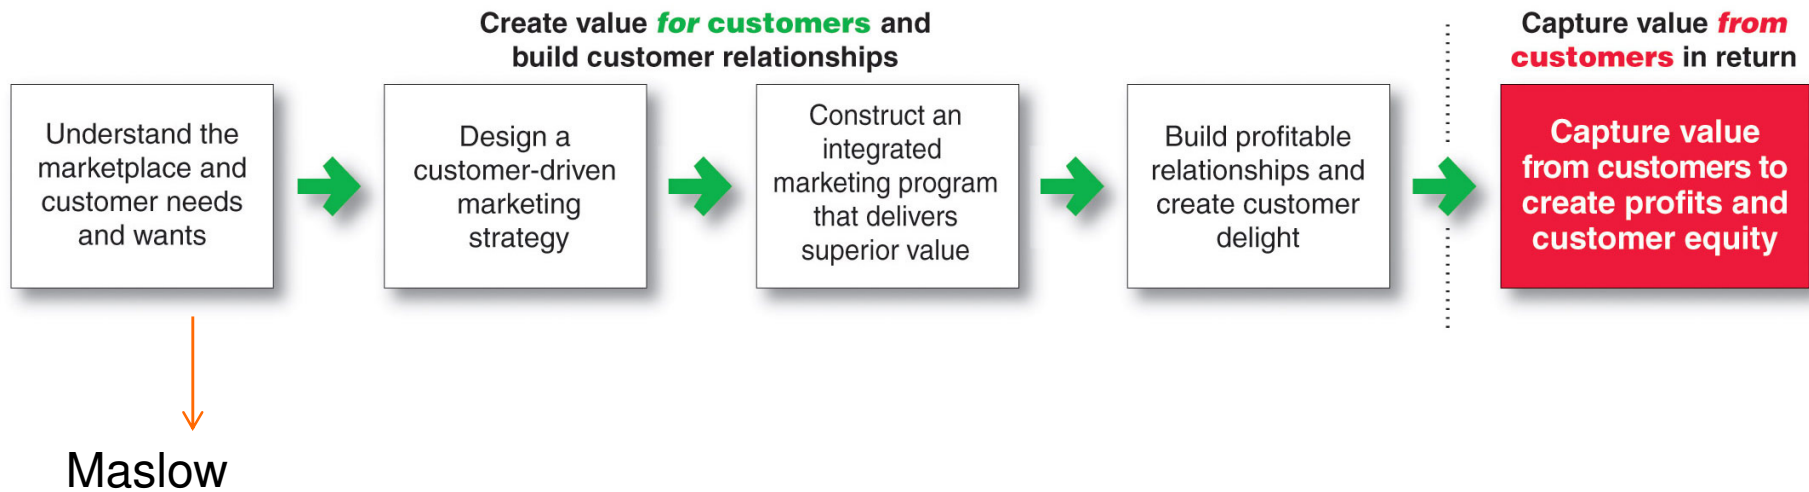 Create value for customers and
build customer relationships
Capture value from
customers in return
Understand the
marketplace and
customer needs
and wants
Design a
customer-driven
marketing
strategy
Construct an
integrated
marketing program
that delivers
superior value
Build profitable
relationships and
create customer
delight
Capture value
from customers to
create profits and
customer equity
Maslow